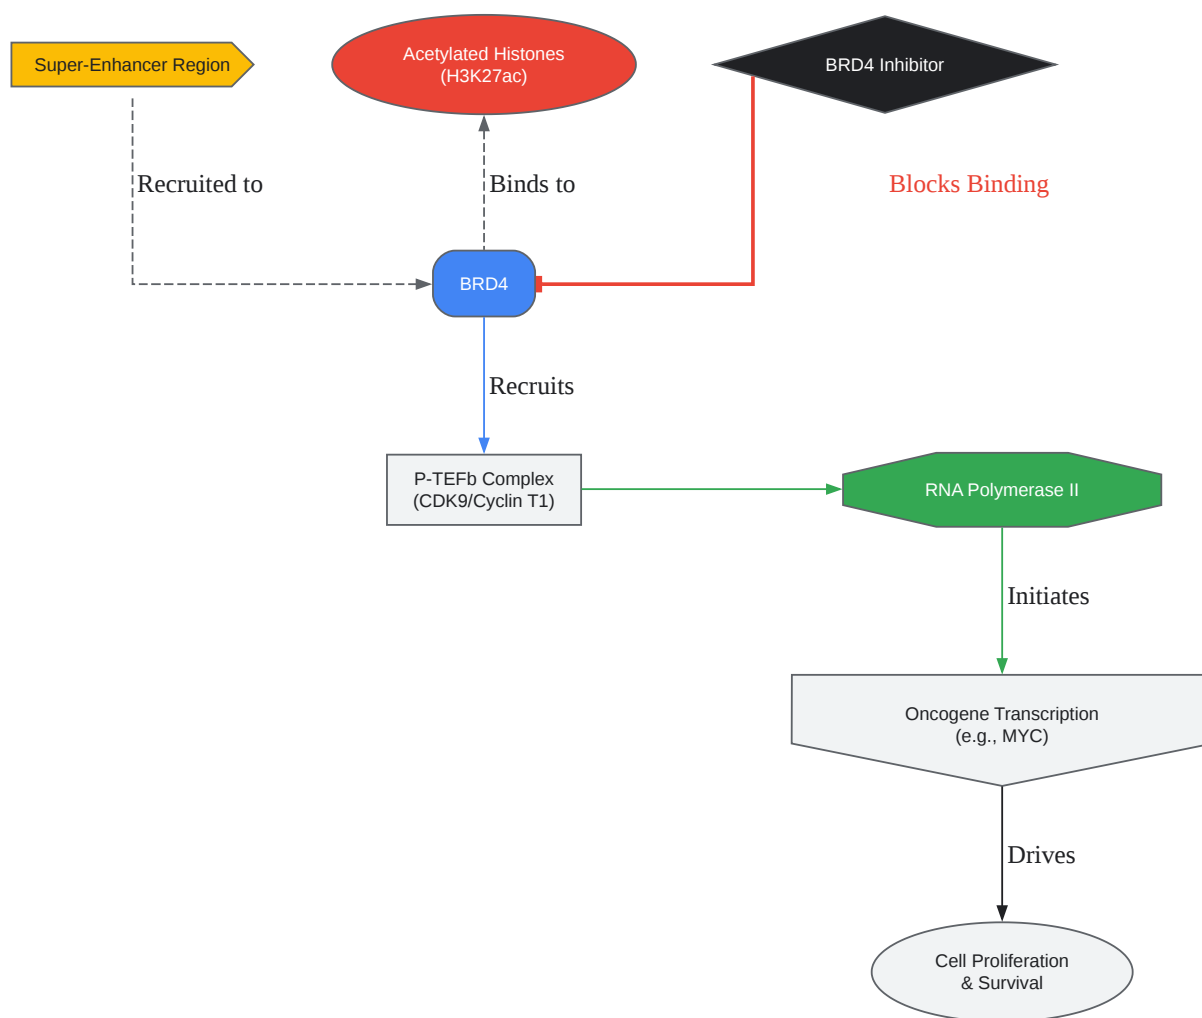 Super-Enhancer Region
Acetylated Histones
(H3K27ac)
BRD4 Inhibitor
Recruited to
Binds to
Blocks Binding
BRD4
Recruits
P-TEFb Complex
(CDK9/Cyclin T1)
RNA Polymerase II
Initiates
Oncogene Transcription
(e.g., MYC)
Drives
Cell Proliferation
& Survival